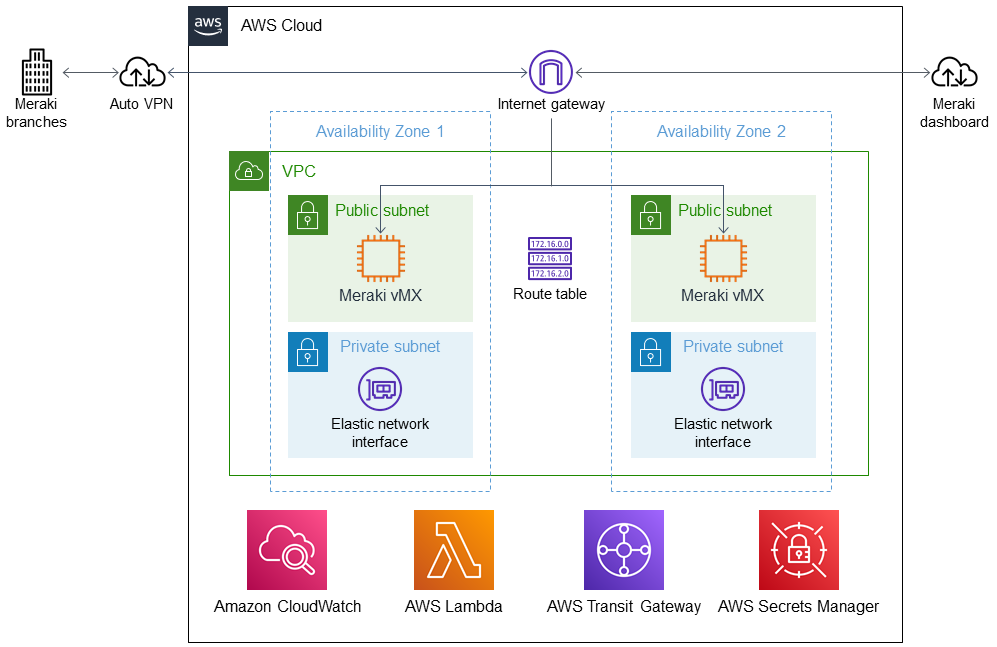 aws
AWS Cloud
Meraki
branches
Auto VPN
Internet gateway
Meraki
dashboard
Availability Zone 1
Availability Zone 2
VPC
Public subnet
Meraki vMX
172.16.0.0
172.16.1.0
172.16.2.0
Route table
Public subnet
Meraki vMX
Private subnet
Elastic network
interface
Private subnet
Elastic network
interface
Amazon CloudWatch
AWS Lambda
AWS Transit Gateway
AWS Secrets Manager